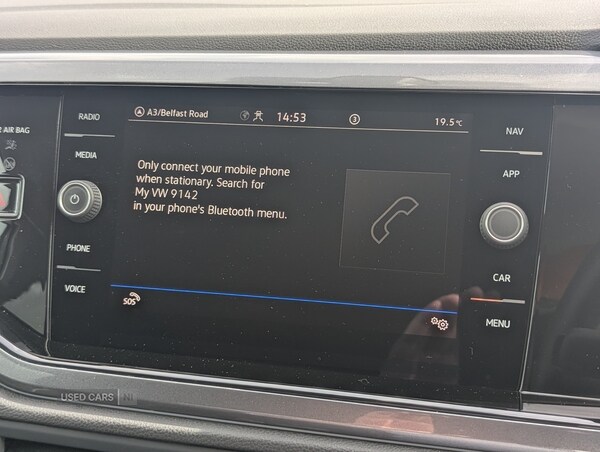 AIR BAG
RADIO
MEDIA
PHONE
VOICE
A3/Belfast Road
14:53
3
19.5°C
Only connect your mobile phone
when stationary. Search for
My VW 9142
in your phone's Bluetooth menu.
SOS
NAV
APP
CAR
MENU
USED CARS NI